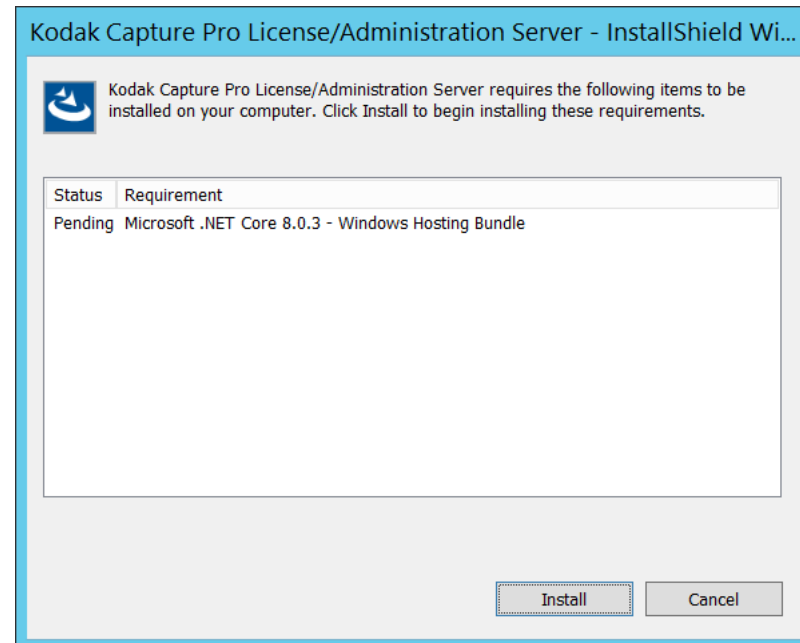 Kodak Capture Pro License/Administration Server - InstallShield Wi...
Kodak Capture Pro License/Administration Server requires the following items to be
installed on your computer. Click Install to begin installing these requirements.
Status Requirement
Pending Microsoft .NET Core 8.0.3 - Windows Hosting Bundle
Install Cancel